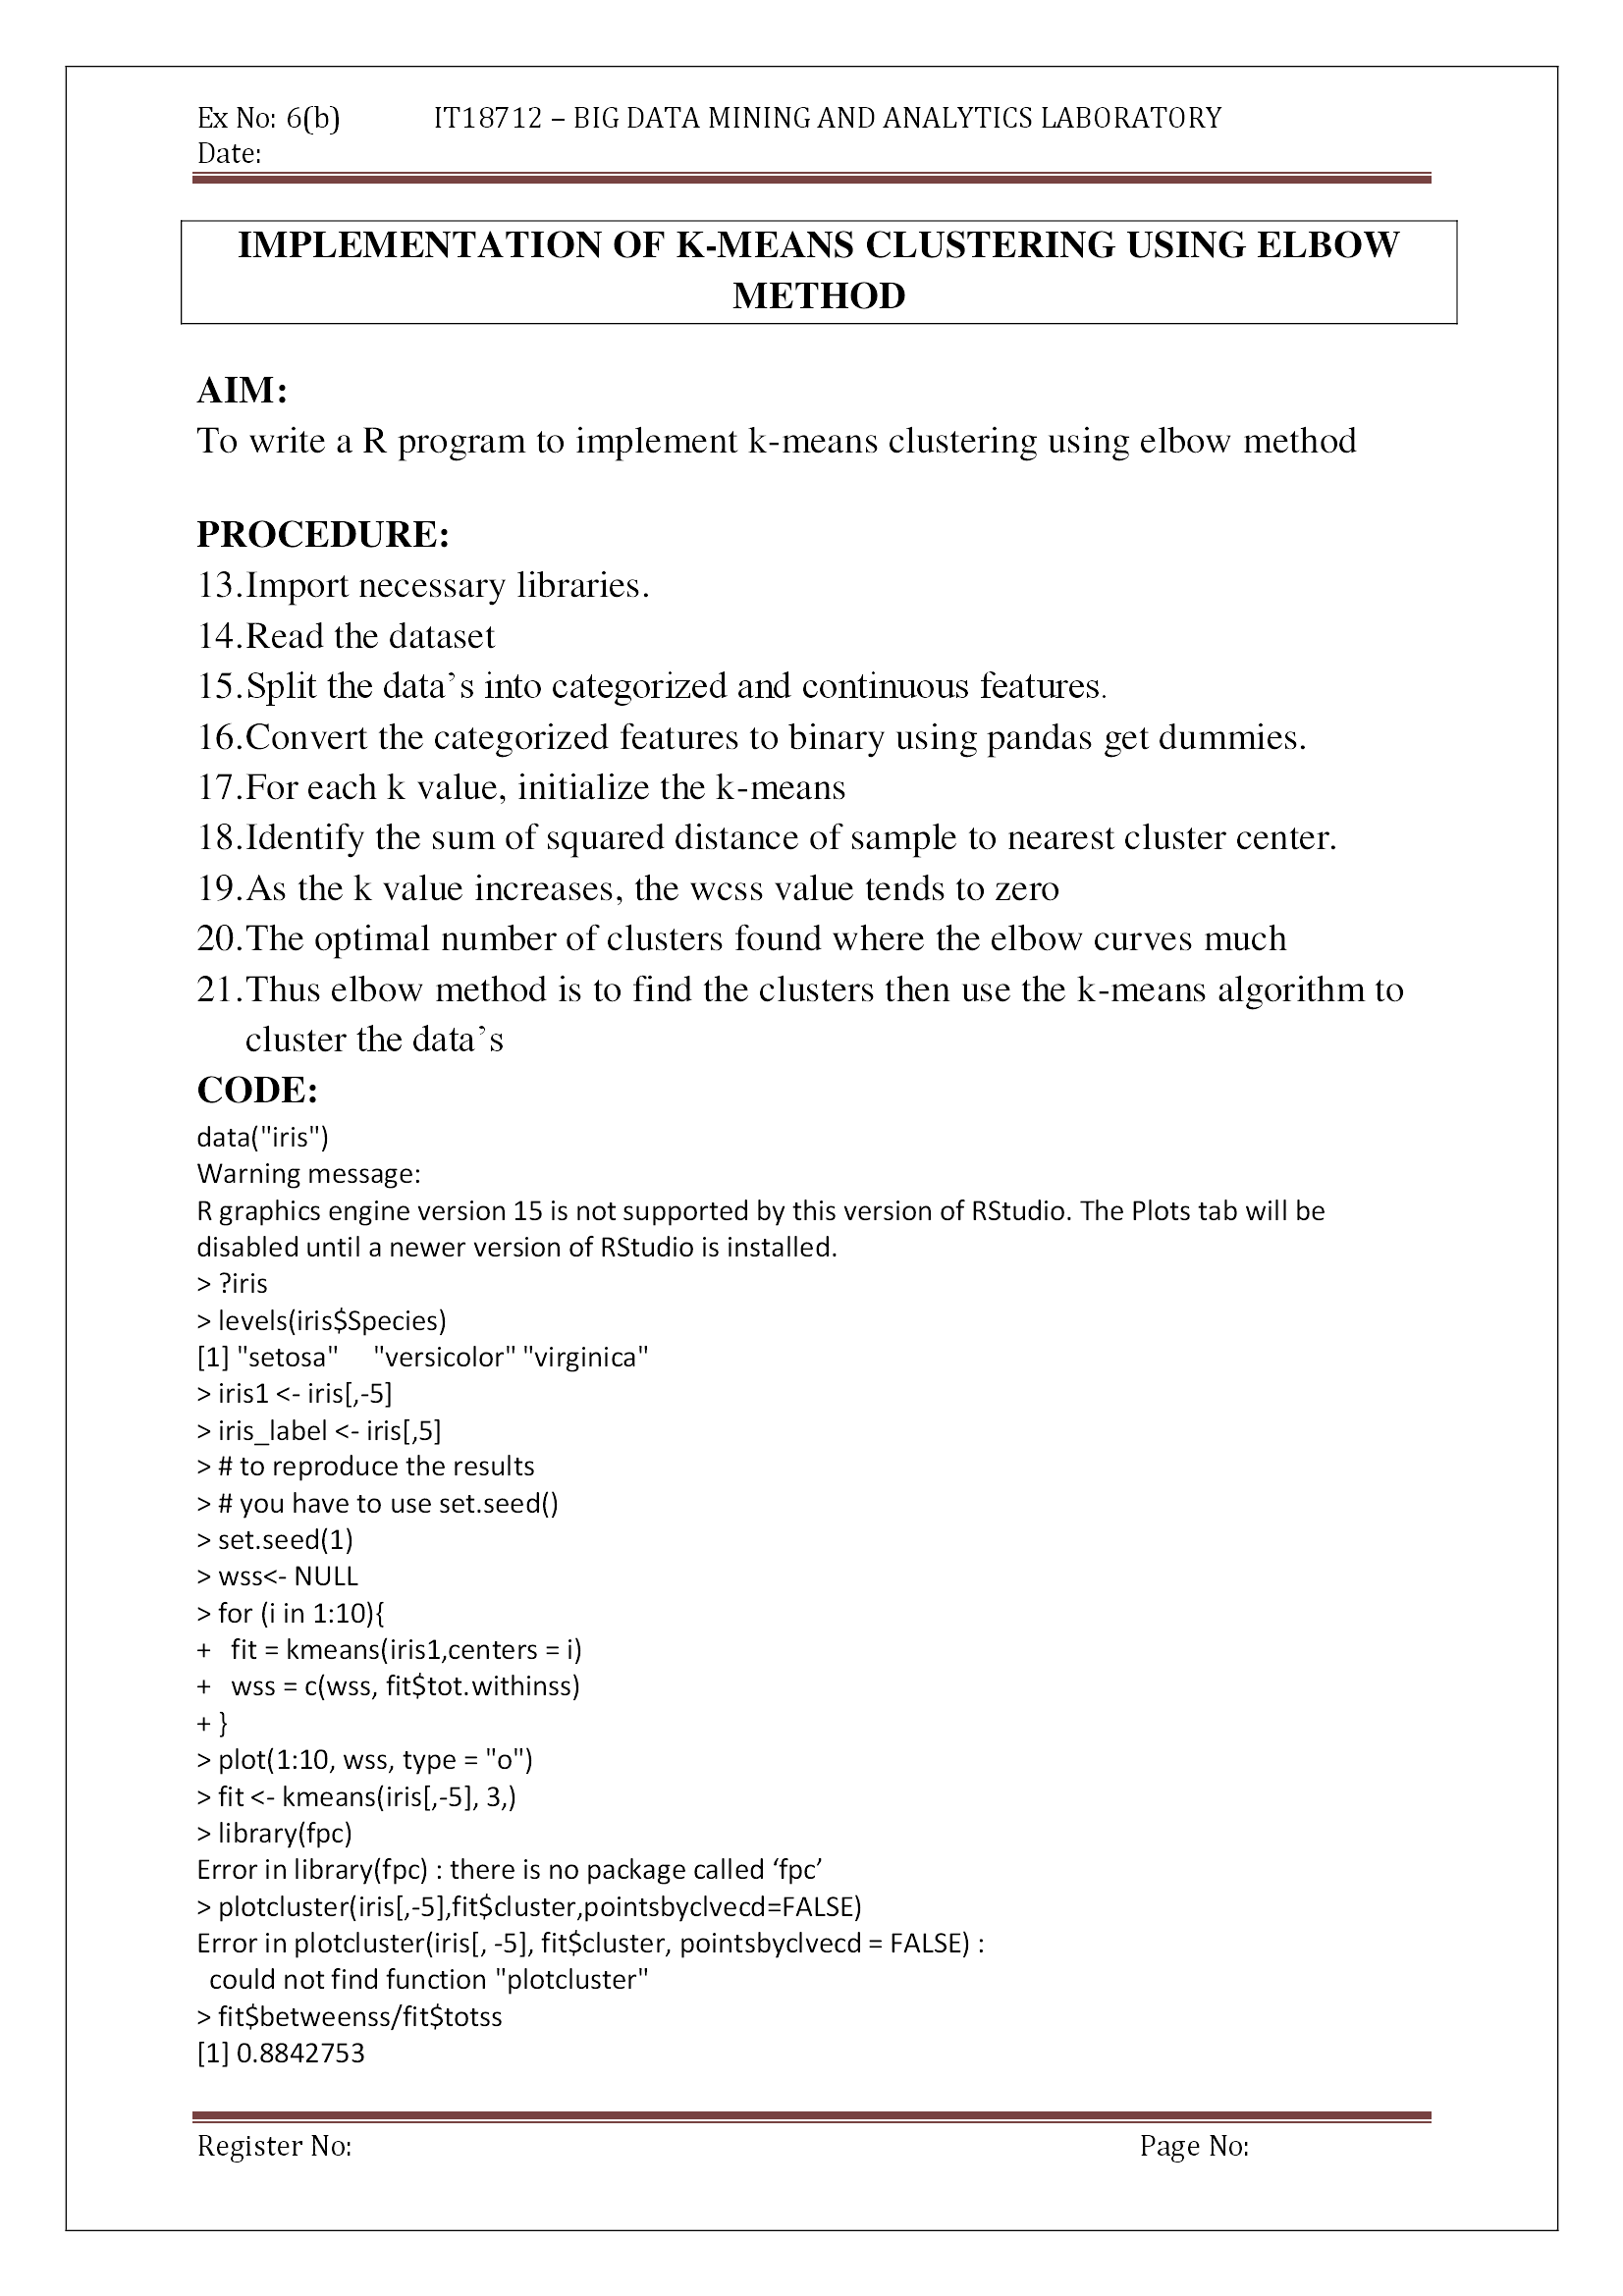 Ex No: 6(b) IT18712 – BIG DATA MINING AND ANALYTICS LABORATORY
Date:
IMPLEMENTATION OF K-MEANS CLUSTERING USING ELBOW
METHOD
AIM:
To write a R program to implement k-means clustering using elbow method
PROCEDURE:
13.Import necessary libraries.
14.Read the dataset
15.Split the data’s into categorized and continuous features.
16.Convert the categorized features to binary using pandas get dummies.
17.For each k value, initialize the k-means
18.Identify the sum of squared distance of sample to nearest cluster center.
19.As the k value increases, the wcss value tends to zero
20.The optimal number of clusters found where the elbow curves much
21.Thus elbow method is to find the clusters then use the k-means algorithm to
cluster the data’s
CODE:
data("iris")
Warning message:
R graphics engine version 15 is not supported by this version of RStudio. The Plots tab will be
disabled until a newer version of RStudio is installed.
> ?iris
> levels(iris$Species)
[1] "setosa"     "versicolor" "virginica"
> iris1 <- iris[,-5]
> iris_label <- iris[,5]
> # to reproduce the results
> # you have to use set.seed()
> set.seed(1)
> wss<- NULL
> for (i in 1:10){
+   fit = kmeans(iris1,centers = i)
+   wss = c(wss, fit$tot.withinss)
+ }
> plot(1:10, wss, type = "o")
> fit <- kmeans(iris[,-5], 3,)
> library(fpc)
Error in library(fpc) : there is no package called ‘fpc’
> plotcluster(iris[,-5],fit$cluster,pointsbyclvecd=FALSE)
Error in plotcluster(iris[, -5], fit$cluster, pointsbyclvecd = FALSE) :
  could not find function "plotcluster"
> fit$betweenss/fit$totss
[1] 0.8842753
Register No: Page No: